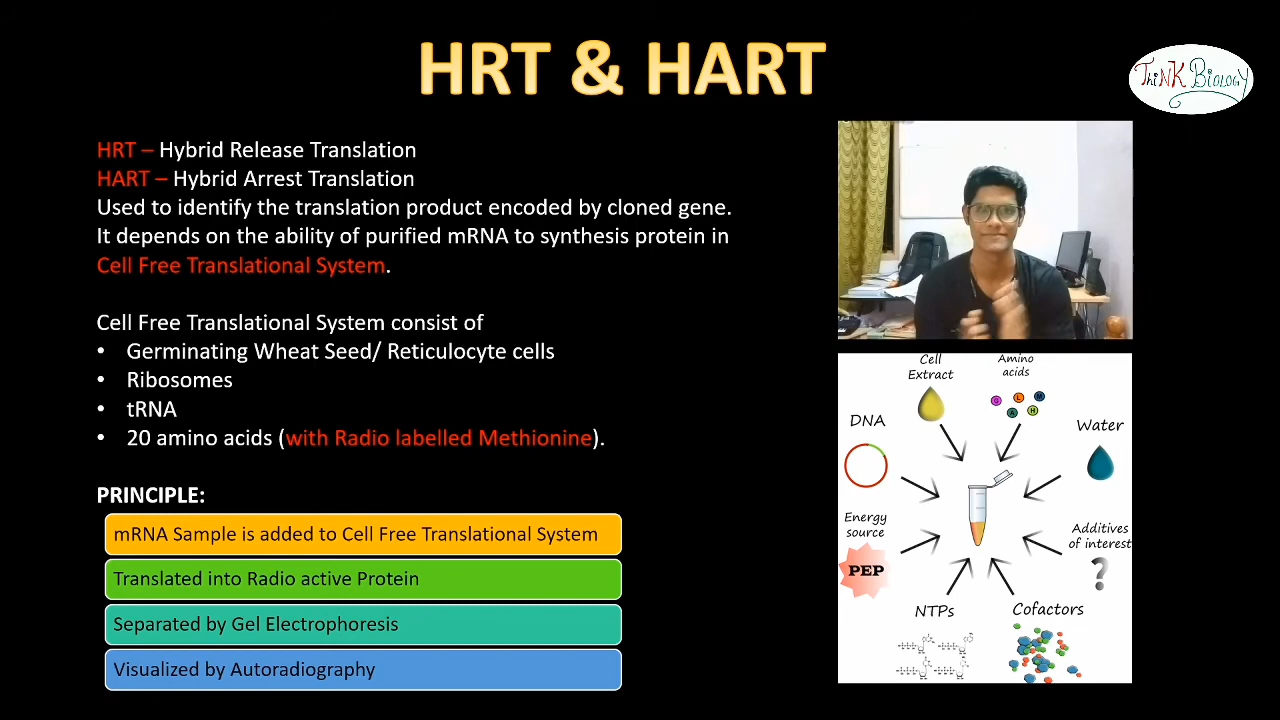 HRT & HART
ThiNK BiOLOGY
HRT – Hybrid Release Translation
HART – Hybrid Arrest Translation
Used to identify the translation product encoded by cloned gene.
It depends on the ability of purified mRNA to synthesis protein in
Cell Free Translational System.
Cell Free Translational System consist of
• Germinating Wheat Seed/ Reticulocyte cells
• Ribosomes
• tRNA
• 20 amino acids (with Radio labelled Methionine).
PRINCIPLE:
mRNA Sample is added to Cell Free Translational System
Translated into Radio active Protein
Separated by Gel Electrophoresis
Visualized by Autoradiography
Cell
Extract
Amino
acids
G L M
A H
DNA
Water
Energy
source
PEP
Additives
of interest
?
NTPs
Cofactors